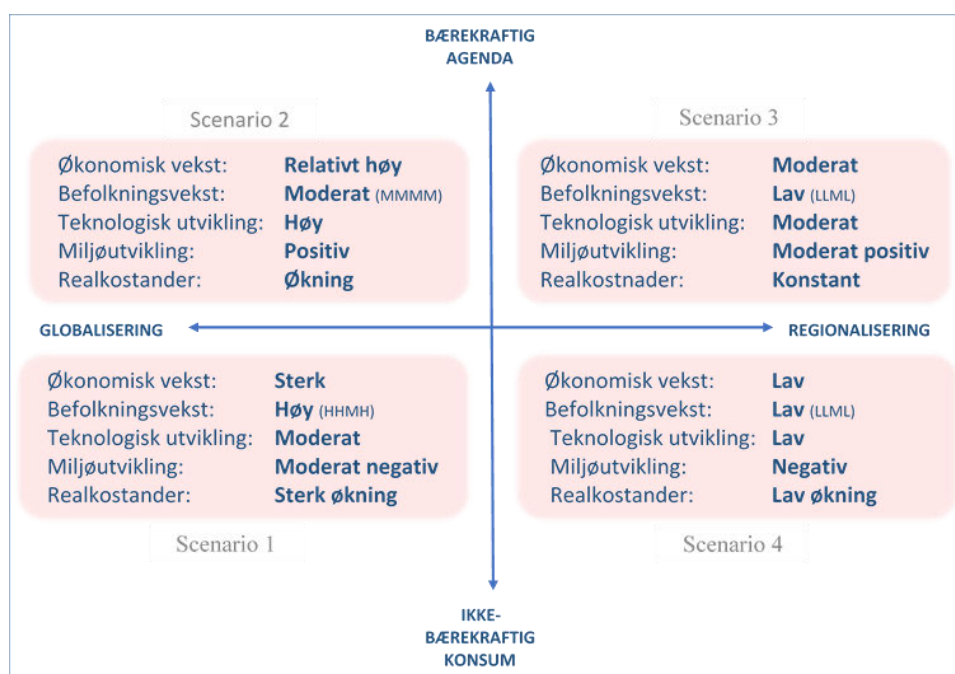 BÆREKRAFTIG
AGENDA
Scenario 2
Økonomisk vekst: Relativt høy
Befolkningsvekst: Moderat (MMMM)
Teknologisk utvikling: Høy
Miljøutvikling: Positiv
Realkostander: Økning
Scenario 3
Økonomisk vekst: Moderat
Befolkningsvekst: Lav (LLML)
Teknologisk utvikling: Moderat
Miljøutvikling: Moderat positiv
Realkostnader: Konstant
GLOBALISERING
REGIONALISERING
Økonomisk vekst: Sterk
Befolkningsvekst: Høy (HHMH)
Teknologisk utvikling: Moderat
Miljøutvikling: Moderat negativ
Realkostander: Sterk økning
Scenario 1
Økonomisk vekst: Lav
Befolkningsvekst: Lav (LLML)
Teknologisk utvikling: Lav
Miljøutvikling: Negativ
Realkostander: Lav økning
Scenario 4
IKKE-
BÆREKRAFTIG
KONSUM